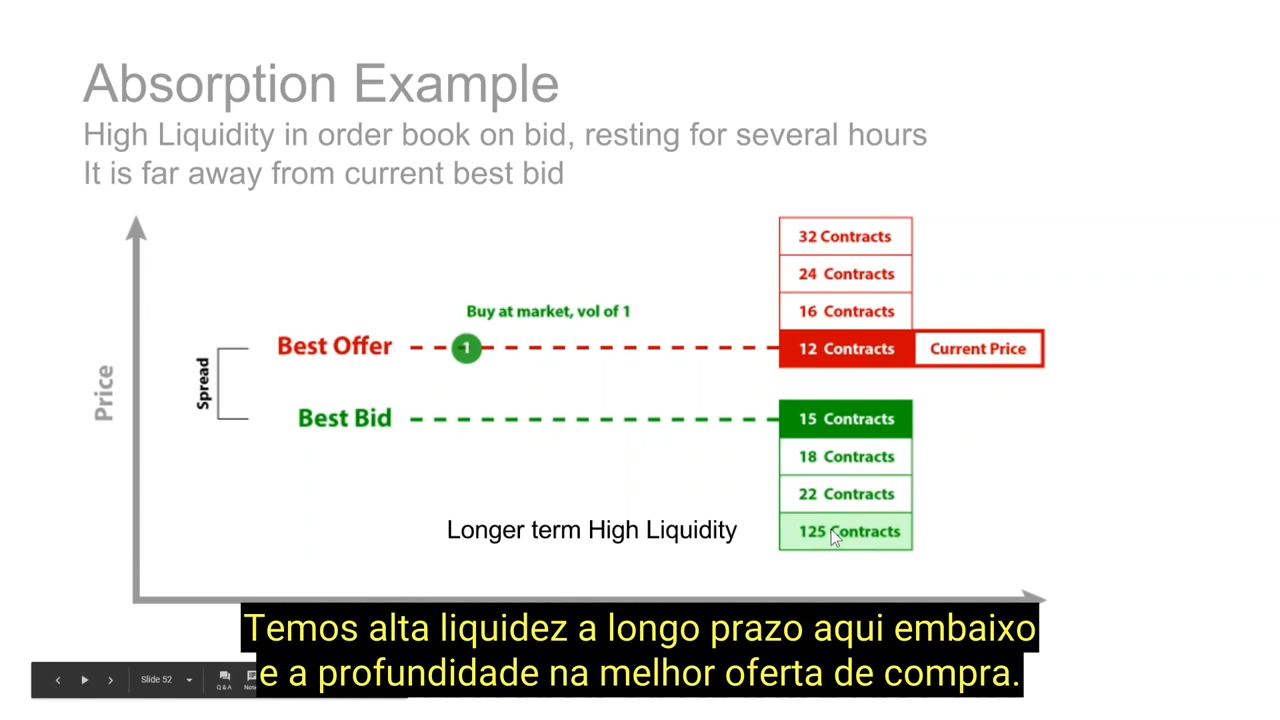 Absorption Example
High Liquidity in order book on bid, resting for several hours
It is far away from current best bid
32 Contracts
24 Contracts
Buy at market, vol of 1
16 Contracts
Best Offer
1
12 Contracts
Current Price
Spread
Price
Best Bid
15 Contracts
18 Contracts
22 Contracts
Longer term High Liquidity
125 Contracts
Temos alta liquidez a longo prazo aqui embaixo
e a profundidade na melhor oferta de compra.
Slide 52
Q & A